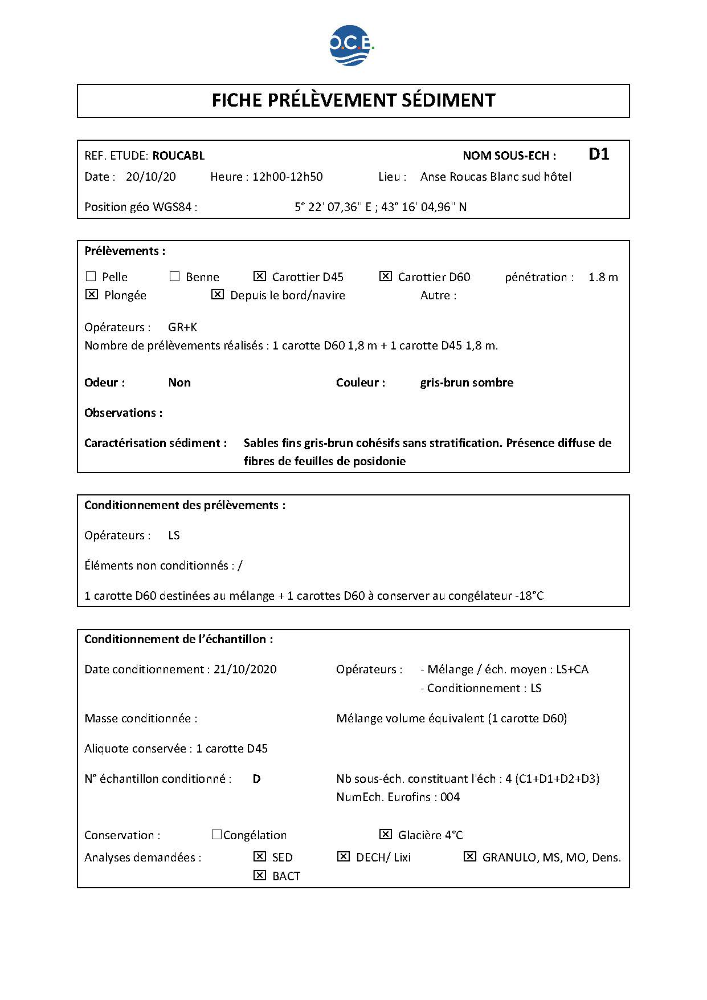 O.C.E.
FICHE PRÉLÈVEMENT SÉDIMENT
REF. ETUDE: ROUCABL NOM SOUS-ECH : D1
Date : 20/10/20 Heure : 12h00-12h50 Lieu : Anse Roucas Blanc sud hôtel
Position géo WGS84 : 5° 22' 07,36" E ; 43° 16' 04,96" N
Prélèvements :
☐ Pelle ☐ Benne ☒ Carottier D45 ☒ Carottier D60 pénétration : 1.8 m
☒ Plongée ☒ Depuis le bord/navire Autre :
Opérateurs : GR+K
Nombre de prélèvements réalisés : 1 carotte D60 1,8 m + 1 carotte D45 1,8 m.
Odeur : Non Couleur : gris-brun sombre
Observations :
Caractérisation sédiment : Sables fins gris-brun cohésifs sans stratification. Présence diffuse de
fibres de feuilles de posidonie
Conditionnement des prélèvements :
Opérateurs : LS
Éléments non conditionnés : /
1 carotte D60 destinées au mélange + 1 carottes D60 à conserver au congélateur -18°C
Conditionnement de l’échantillon :
Date conditionnement : 21/10/2020 Opérateurs : - Mélange / éch. moyen : LS+CA
- Conditionnement : LS
Masse conditionnée : Mélange volume équivalent (1 carotte D60)
Aliquote conservée : 1 carotte D45
N° échantillon conditionné : D Nb sous-éch. constituant l'éch : 4 (C1+D1+D2+D3)
NumEch. Eurofins : 004
Conservation : ☐Congélation ☒ Glacière 4°C
Analyses demandées : ☒ SED ☒ DECH/ Lixi ☒ GRANULO, MS, MO, Dens.
☒ BACT